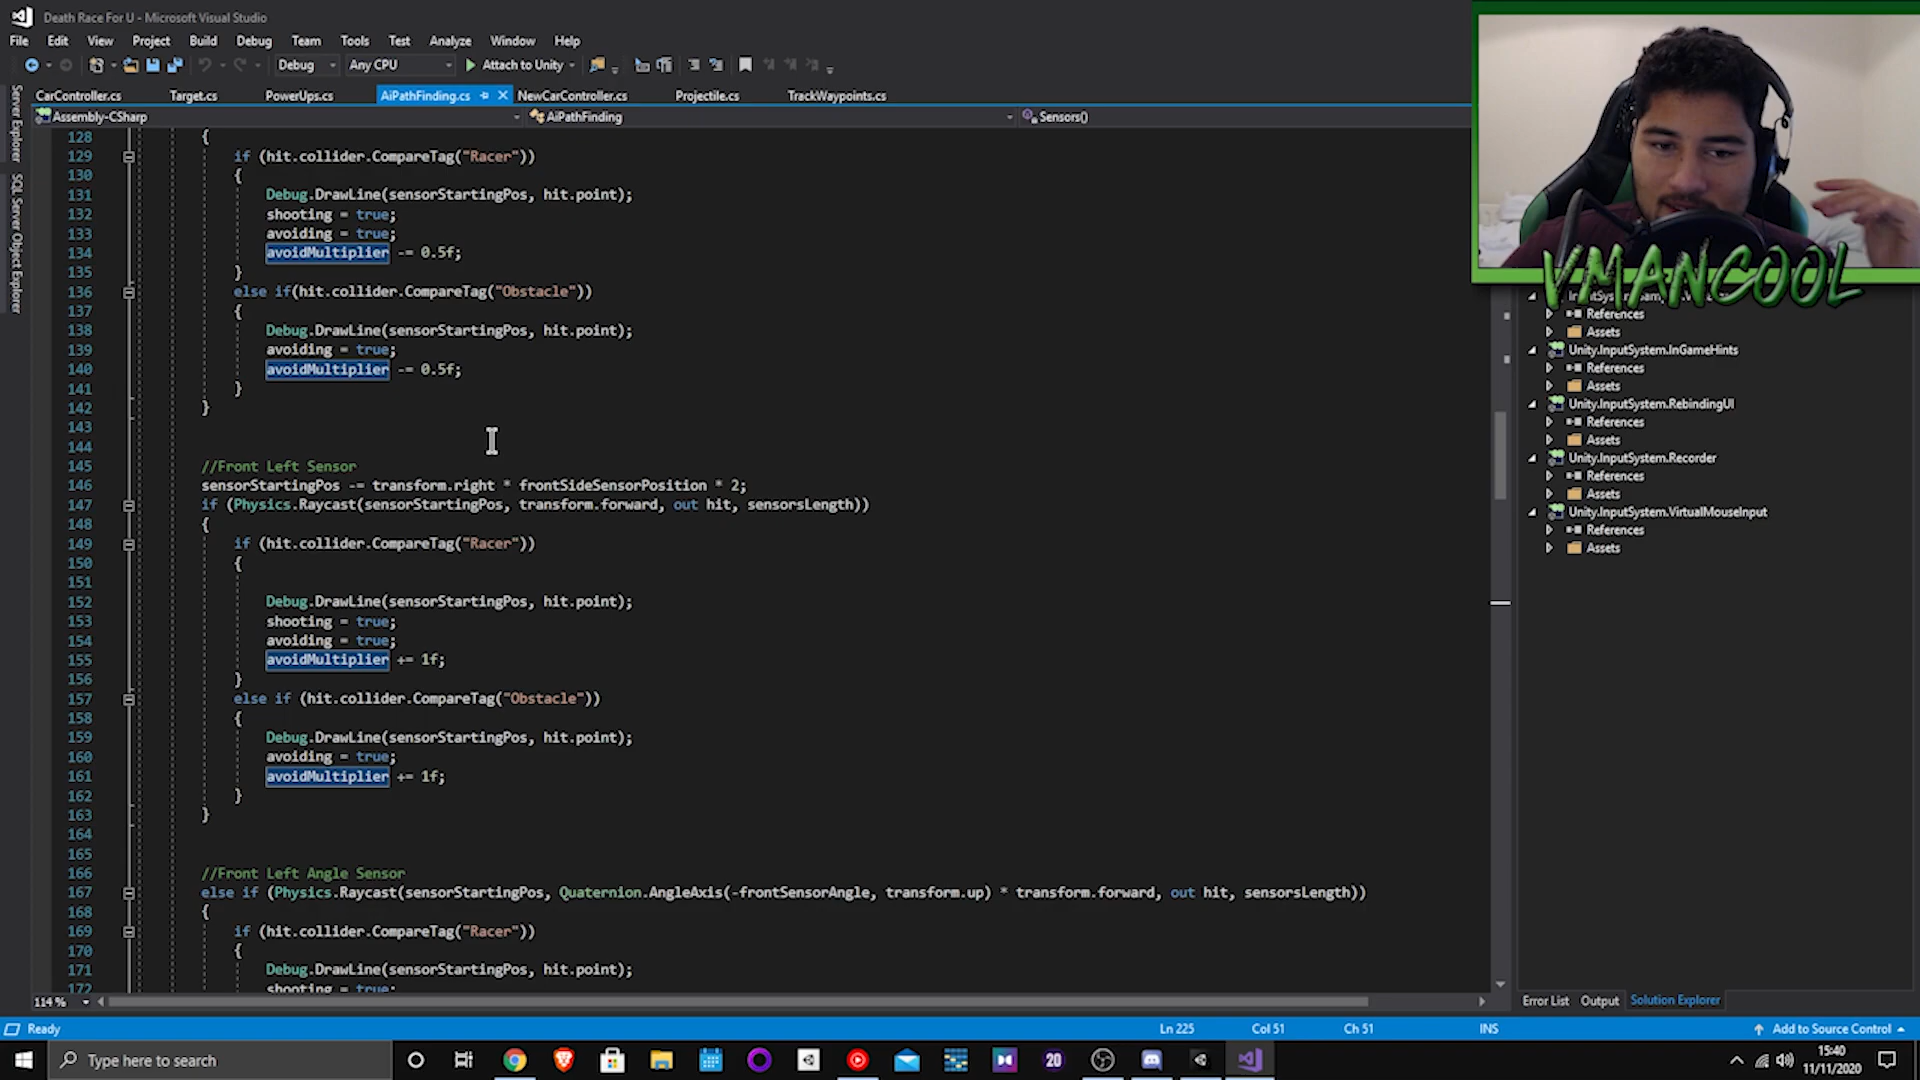 Death Race For U - Microsoft Visual Studio
File Edit View Project Build Debug Team Tools Test Analyze Window Help
Debug Any CPU Attach to Unity
CarController.cs Target.cs PowerUps.cs AiPathFinding.cs NewCarController.cs Projectile.cs TrackWaypoints.cs
Assembly-CSharp AiPathFinding Sensors()
Server Explorer
SQL Server Object Explorer
128 {
129 if (hit.collider.CompareTag("Racer"))
130 {
131 Debug.DrawLine(sensorStartingPos, hit.point);
132 shooting = true;
133 avoiding = true;
134 avoidMultiplier -= 0.5f;
135 }
136 else if(hit.collider.CompareTag("Obstacle"))
137 {
138 Debug.DrawLine(sensorStartingPos, hit.point);
139 avoiding = true;
140 avoidMultiplier -= 0.5f;
141 }
142 }
143
144
145 //Front Left Sensor
146 sensorStartingPos -= transform.right * frontSideSensorPosition * 2;
147 if (Physics.Raycast(sensorStartingPos, transform.forward, out hit, sensorsLength))
148 {
149 if (hit.collider.CompareTag("Racer"))
150 {
151
152 Debug.DrawLine(sensorStartingPos, hit.point);
153 shooting = true;
154 avoiding = true;
155 avoidMultiplier += 1f;
156 }
157 else if (hit.collider.CompareTag("Obstacle"))
158 {
159 Debug.DrawLine(sensorStartingPos, hit.point);
160 avoiding = true;
161 avoidMultiplier += 1f;
162 }
163 }
164
165
166 //Front Left Angle Sensor
167 else if (Physics.Raycast(sensorStartingPos, Quaternion.AngleAxis(-frontSensorAngle, transform.up) * transform.forward, out hit, sensorsLength))
168 {
169 if (hit.collider.CompareTag("Racer"))
170 {
171 Debug.DrawLine(sensorStartingPos, hit.point);
172 shooting = true;
VMANCOOL
References
Assets
Unity.InputSystem.InGameHints
References
Assets
Unity.InputSystem.RebindingUI
References
Assets
Unity.InputSystem.Recorder
References
Assets
Unity.InputSystem.VirtualMouseInput
References
Assets
114 %
Error List Output Solution Explorer
Ready Ln 225 Col 51 Ch 51 INS Add to Source Control
Type here to search
20
15:40
11/11/2020